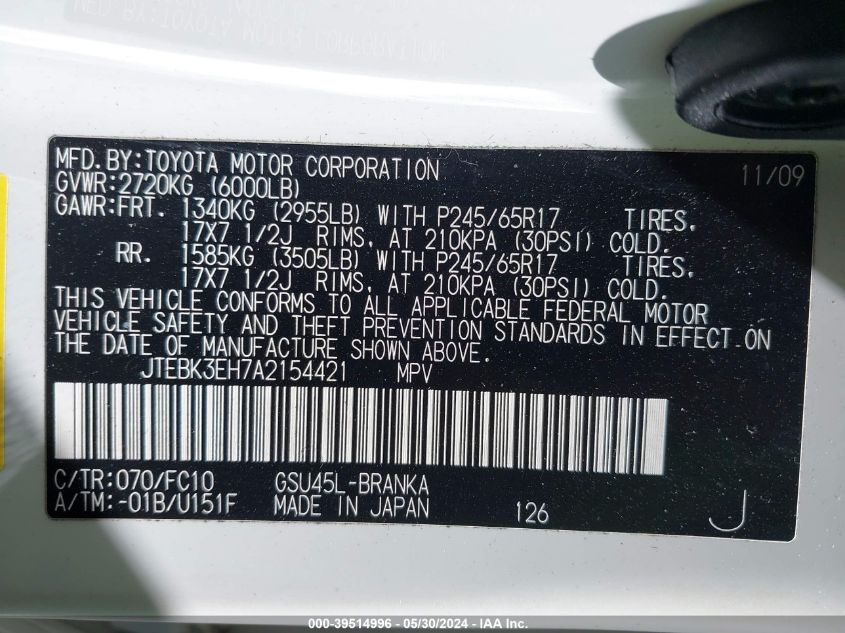 MFD.BY:TOYOTA MOTOR CORPORATION 11/09
GVWR:2720KG (6000LB)
GAWR:FRT. 1340KG (2955LB) WITH P245/65R17 TIRES.
17X7 1/2J RIMS, AT 210KPA (30PSI) COLD.
RR. 1585KG (3505LB) WITH P245/65R17 TIRES,
17X7 1/2J RIMS, AT 210KPA (30PSI) COLD.
THIS VEHICLE CONFORMS TO ALL APPLICABLE FEDERAL MOTOR
VEHICLE SAFETY AND THEFT PREVENTION STANDARDS IN EFFECT ON
THE DATE OF MANUFACTURE SHOWN ABOVE.
JTEBK3EH7A2154421 MPV
C/TR:070/FC10 GSU45L-BRANKA
A/TM:-01B/U151F MADE IN JAPAN 126 J
000-39514996 - 05/30/2024 - IAA Inc.